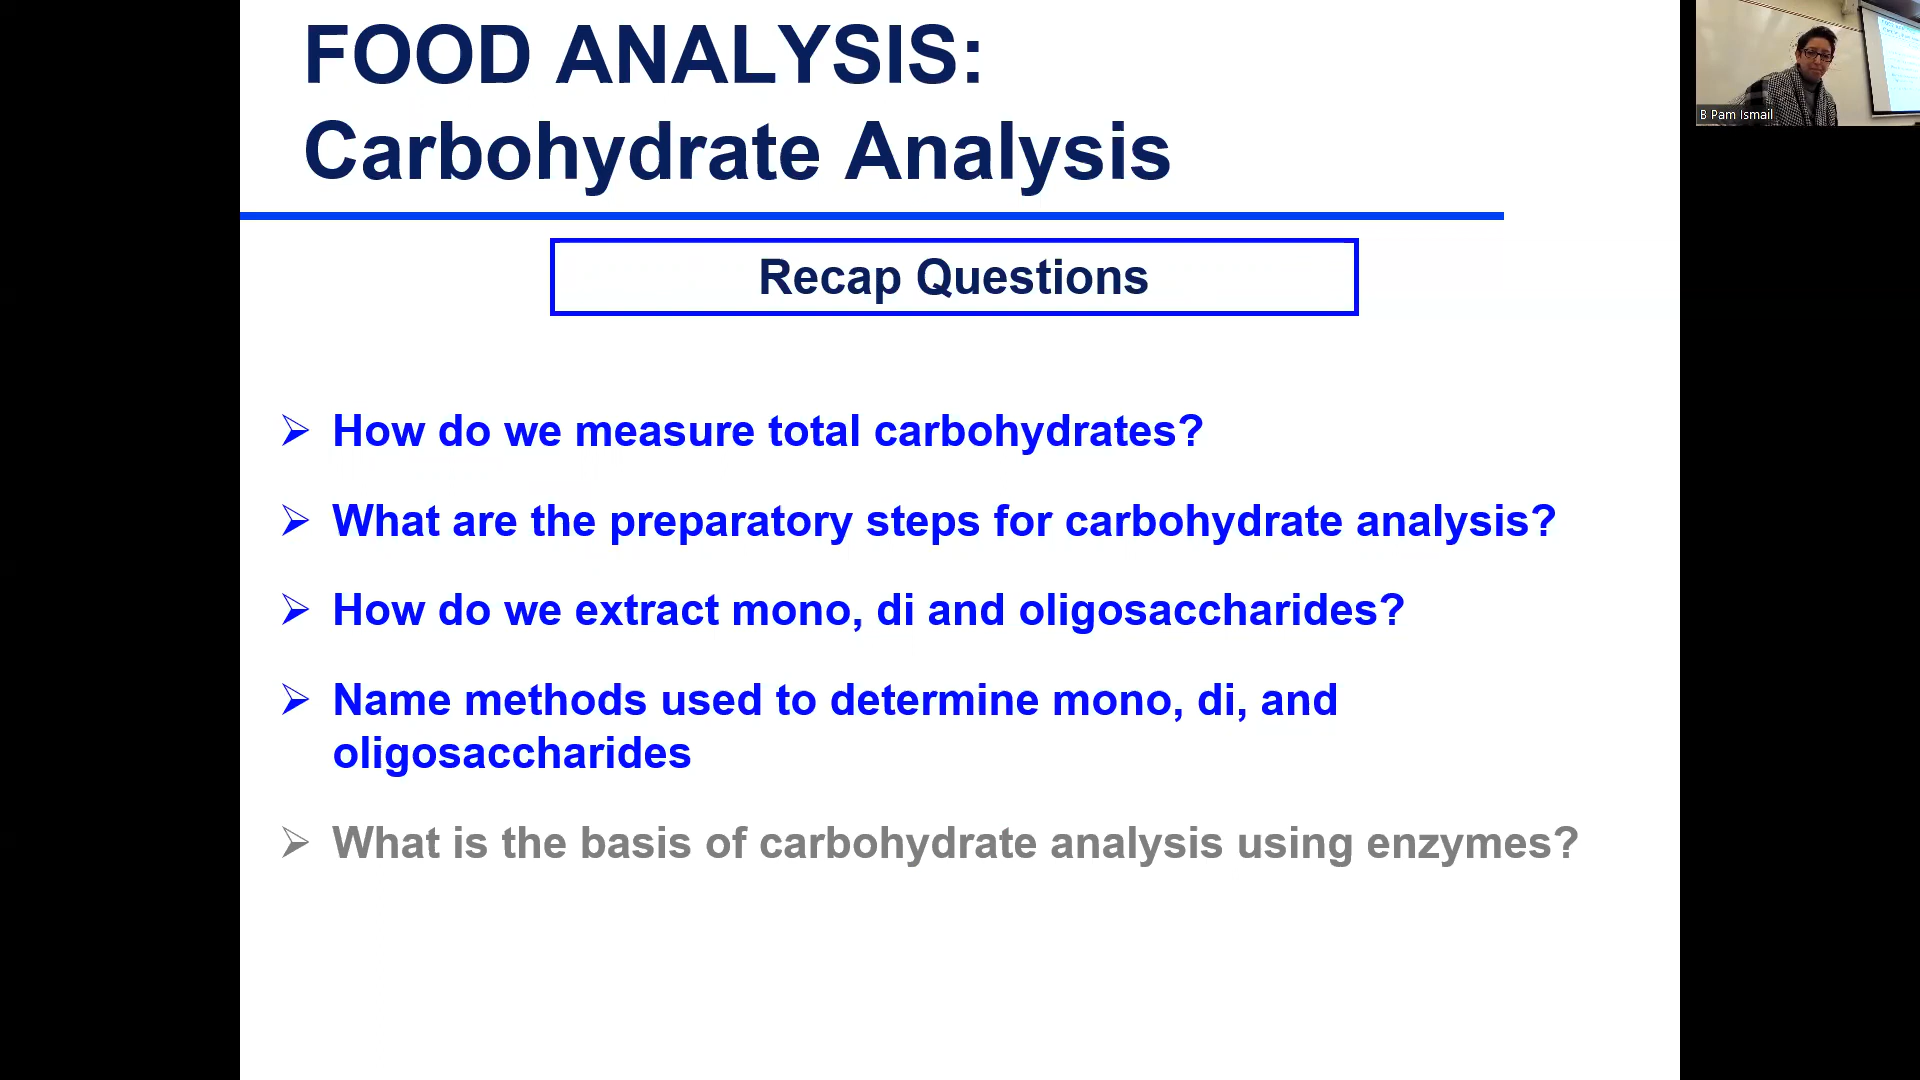 FOOD ANALYSIS:
Carbohydrate Analysis
Recap Questions
➢ How do we measure total carbohydrates?
➢ What are the preparatory steps for carbohydrate analysis?
➢ How do we extract mono, di and oligosaccharides?
➢ Name methods used to determine mono, di, and
oligosaccharides
➢ What is the basis of carbohydrate analysis using enzymes?
B Pam Ismail